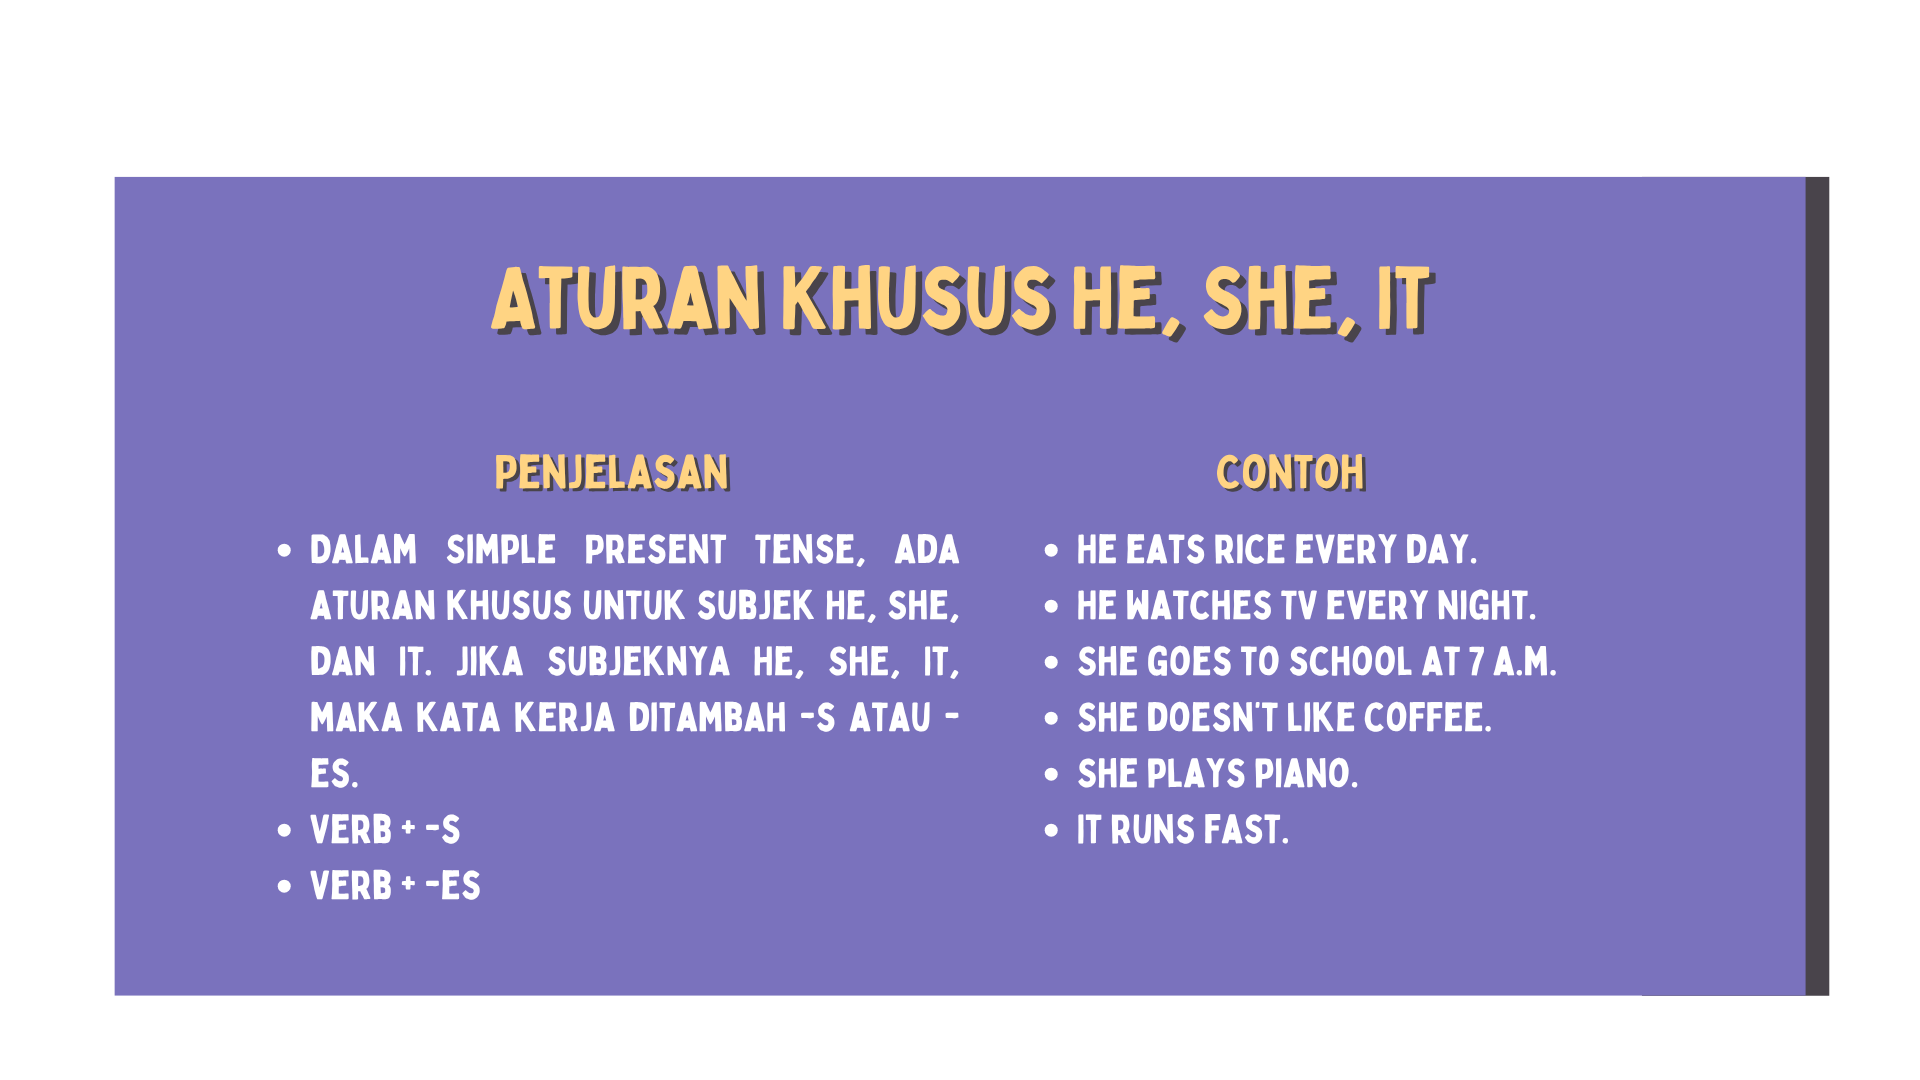 ATURAN KHUSUS HE, SHE, IT
PENJELASAN
• DALAM SIMPLE PRESENT TENSE, ADA
ATURAN KHUSUS UNTUK SUBJEK HE, SHE,
DAN IT. JIKA SUBJEKNYA HE, SHE, IT,
MAKA KATA KERJA DITAMBAH -S ATAU -
ES.
• VERB + -S
• VERB + -ES
CONTOH
• HE EATS RICE EVERY DAY.
• HE WATCHES TV EVERY NIGHT.
• SHE GOES TO SCHOOL AT 7 A.M.
• SHE DOESN'T LIKE COFFEE.
• SHE PLAYS PIANO.
• IT RUNS FAST.